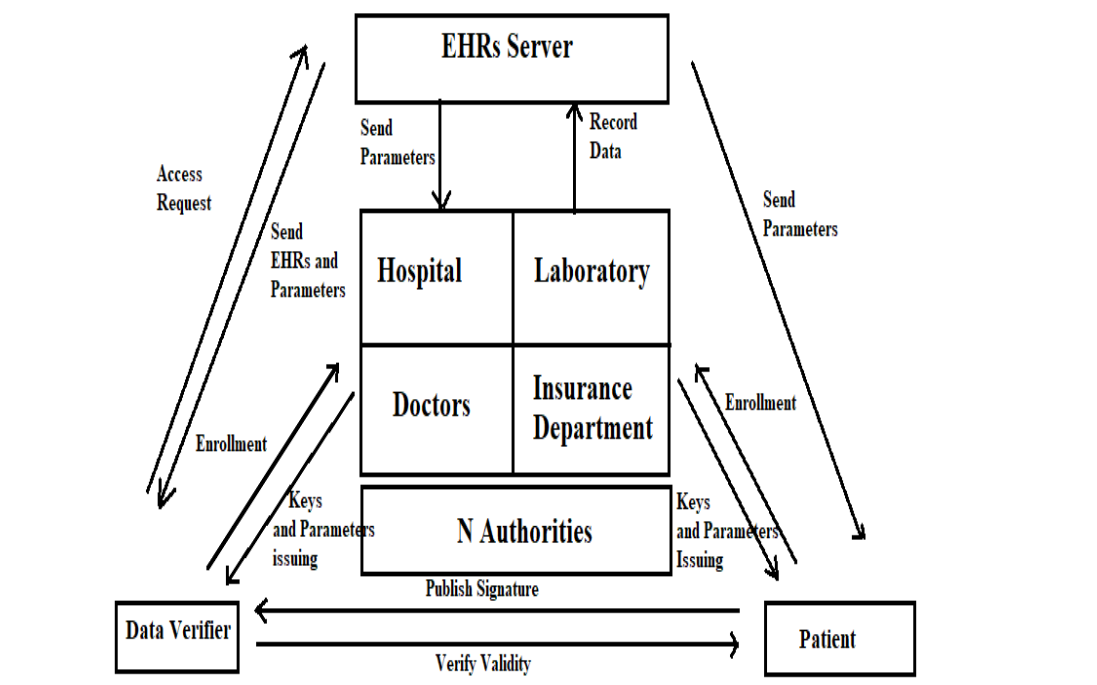 EHRs Server
Send
Parameters
Record
Data
Access
Request
Send
EHRs and
Parameters
Send
Parameters
Hospital
Laboratory
Doctors
Insurance
Department
Enrollment
Enrollment
Keys
and Parameters
issuing
N Authorities
Keys
and Parameters
Issuing
Publish Signature
Data Verifier
Patient
Verify Validity